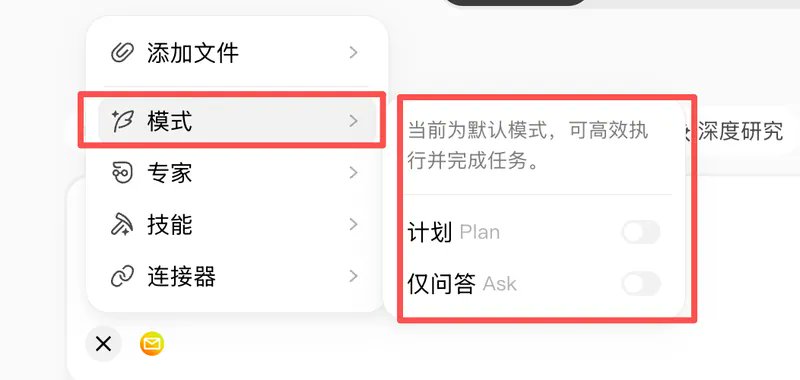 添加文件
模式
专家
技能
连接器
当前为默认模式，可高效执
行并完成任务。
计划 Plan
仅问答 Ask
深度研究